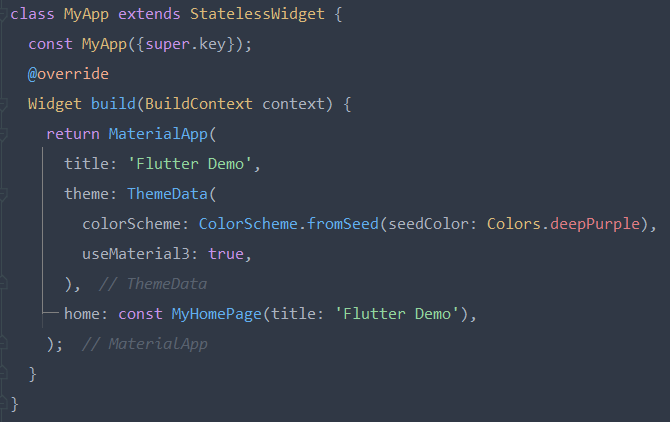 class MyApp extends StatelessWidget {
  const MyApp({super.key});
  @override
  Widget build(BuildContext context) {
    return MaterialApp(
      title: 'Flutter Demo',
      theme: ThemeData(
        colorScheme: ColorScheme.fromSeed(seedColor: Colors.deepPurple),
        useMaterial3: true,
      ),  // ThemeData
      home: const MyHomePage(title: 'Flutter Demo'),
    );  // MaterialApp
  }
}